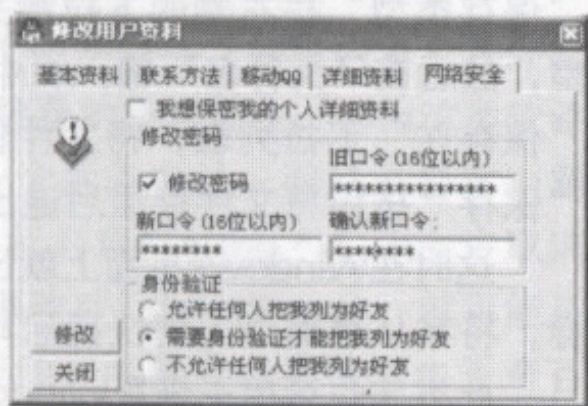 修改用户资料
基本资料 联系方法 移动QQ 详细资料 网络安全
我想保密我的个人详细资料
修改密码
旧口令(16位以内)
修改密码
****************
新口令(16位以内) 确认新口令:
******** ********
身份验证
允许任何人把我列为好友
需要身份验证才能把我列为好友
不允许任何人把我列为好友
修改
关闭